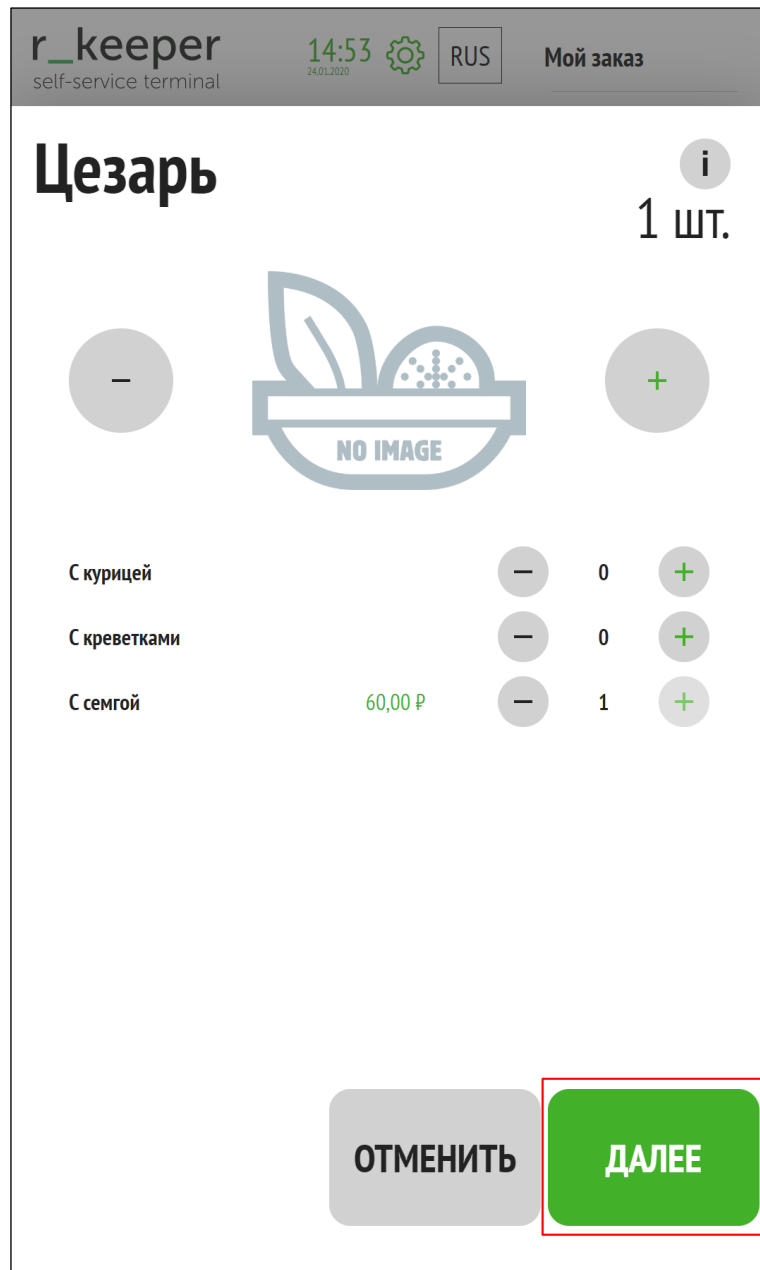 r_keeper
self-service terminal
14:53
24.01.2020
RUS
Мой заказ
Цезарь
i
1 шт.
–
+
NO IMAGE
С курицей – 0 +
С креветками – 0 +
С семгой 60,00 ₽ – 1 +
ОТМЕНИТЬ
ДАЛЕЕ